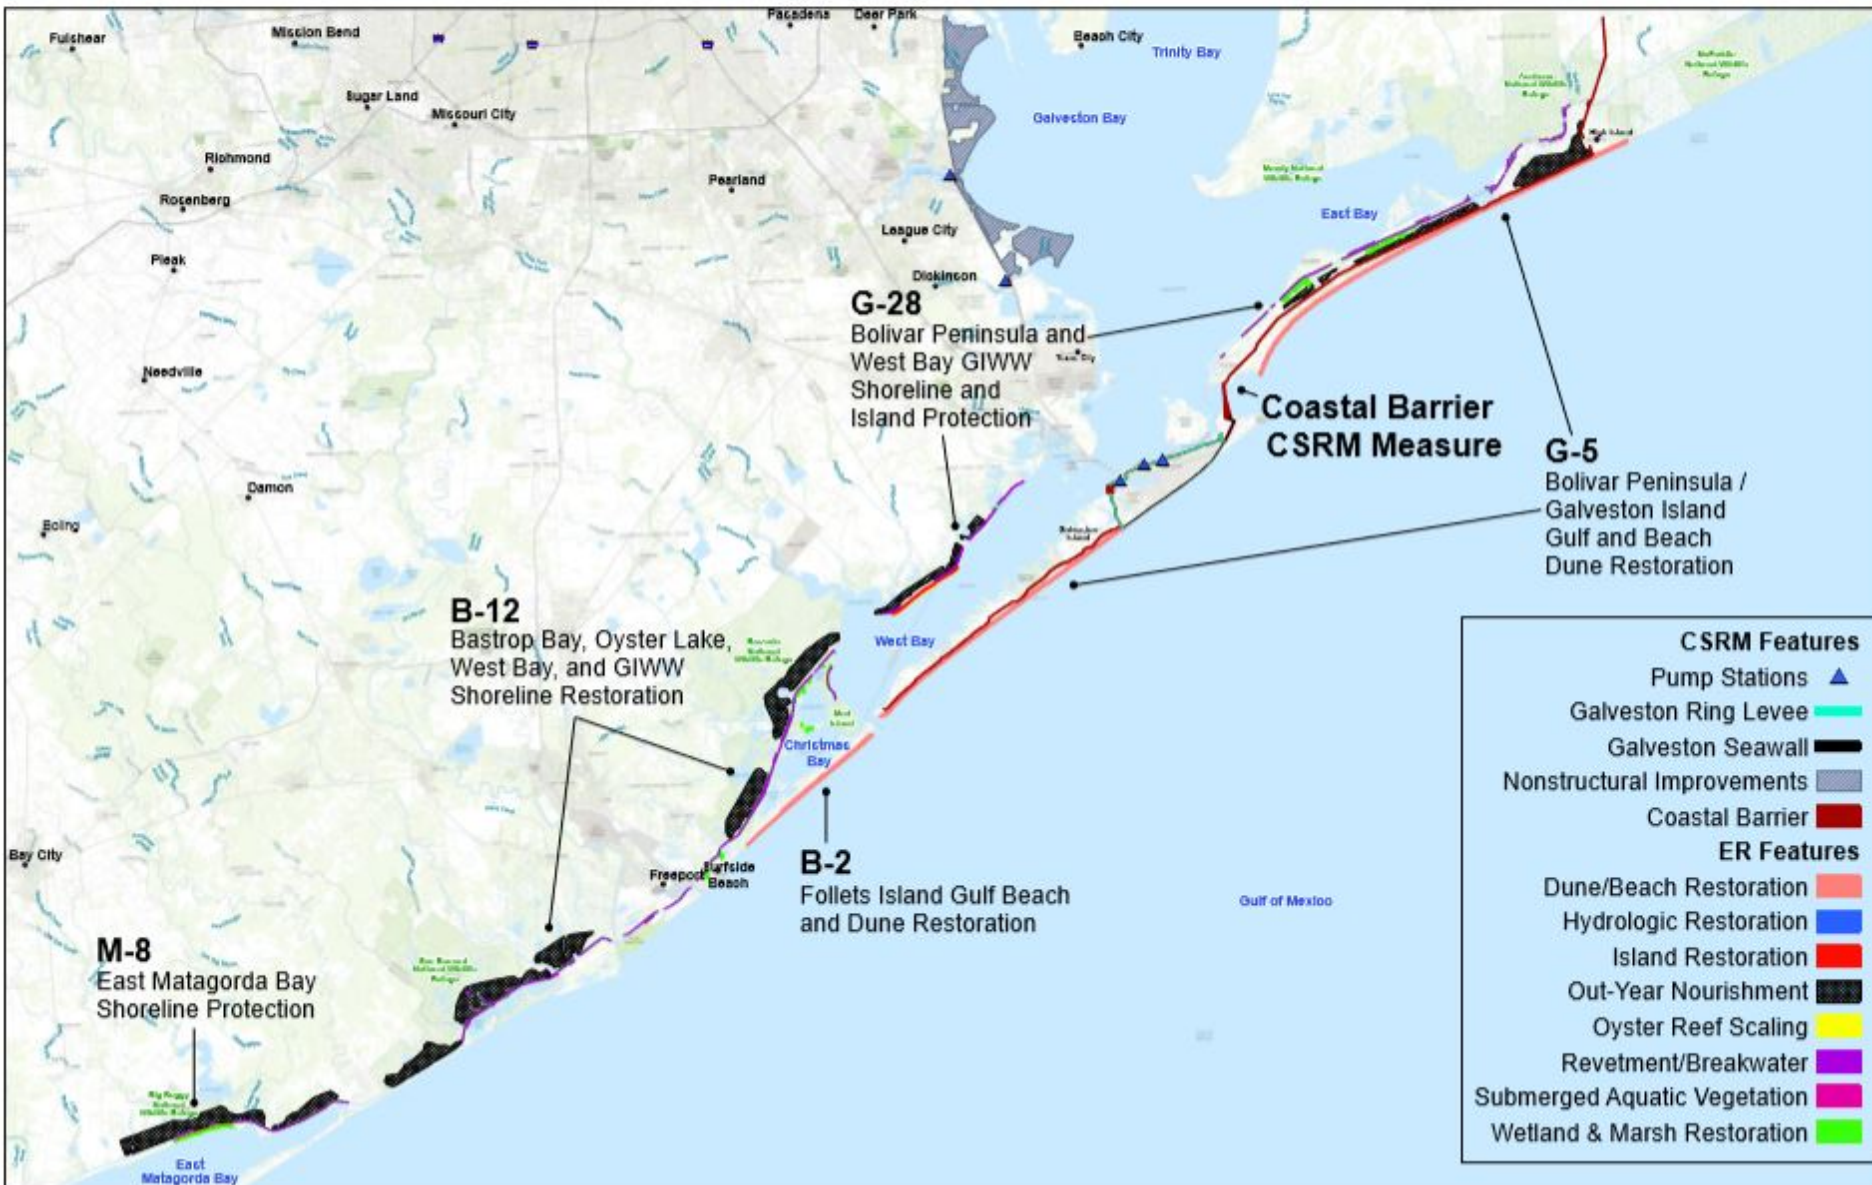 Fulshear
Mission Bend
Pasadena
Deer Park
Beach City
Trinity Bay
Sugar Land
Missouri City
Galveston Bay
High Island
Richmond
Pearland
Rosenberg
East Bay
League City
Pleak
Dickinson
G-28
Bolivar Peninsula and
West Bay GIWW
Shoreline and
Island Protection
Needville
Coastal Barrier
CSRM Measure
G-5
Bolivar Peninsula /
Galveston Island
Gulf and Beach
Dune Restoration
Damon
Boling
B-12
Bastrop Bay, Oyster Lake,
West Bay, and GIWW
Shoreline Restoration
West Bay
Christmas
Bay
Bay City
Freeport
Surfside
Beach
B-2
Follets Island Gulf Beach
and Dune Restoration
Gulf of Mexico
M-8
East Matagorda Bay
Shoreline Protection
East
Matagorda Bay
CSRM Features
Pump Stations
Galveston Ring Levee
Galveston Seawall
Nonstructural Improvements
Coastal Barrier
ER Features
Dune/Beach Restoration
Hydrologic Restoration
Island Restoration
Out-Year Nourishment
Oyster Reef Scaling
Revetment/Breakwater
Submerged Aquatic Vegetation
Wetland & Marsh Restoration